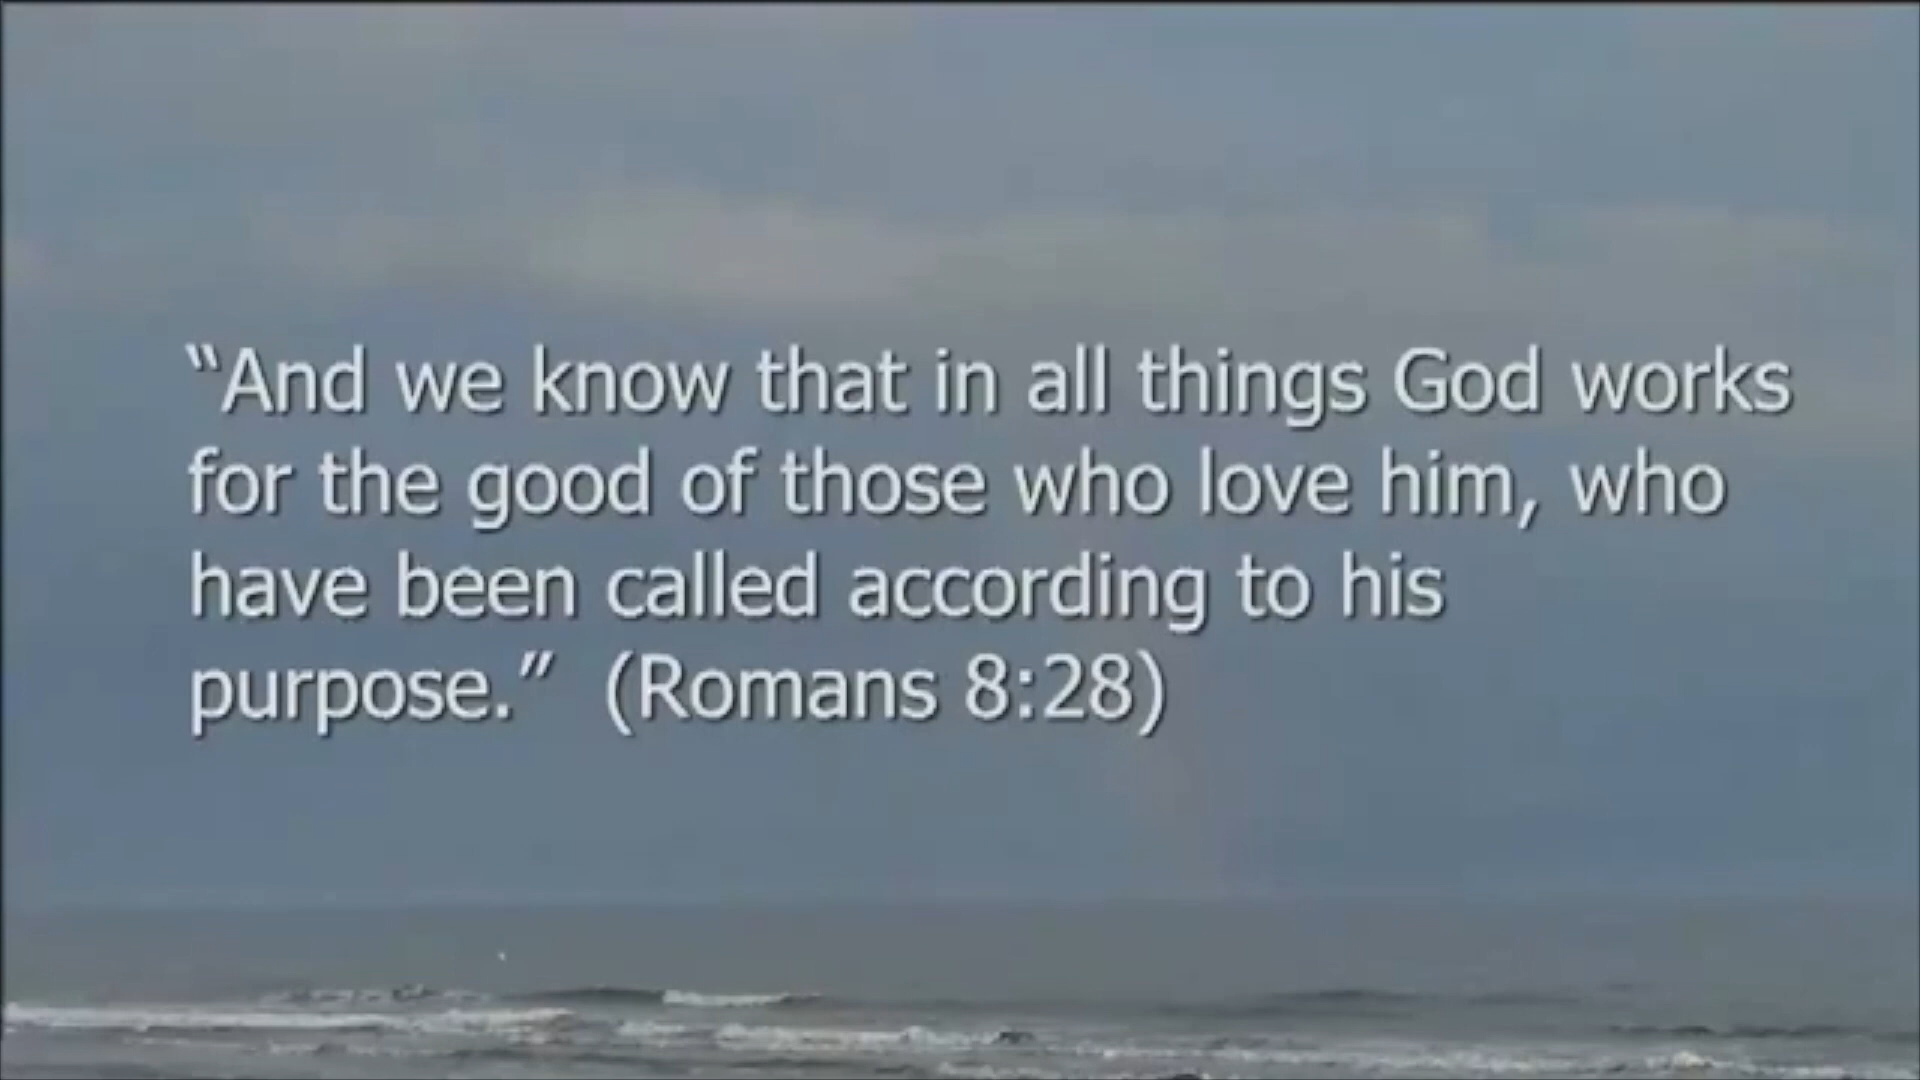 “And we know that in all things God works
for the good of those who love him, who
have been called according to his
purpose.”  (Romans 8:28)